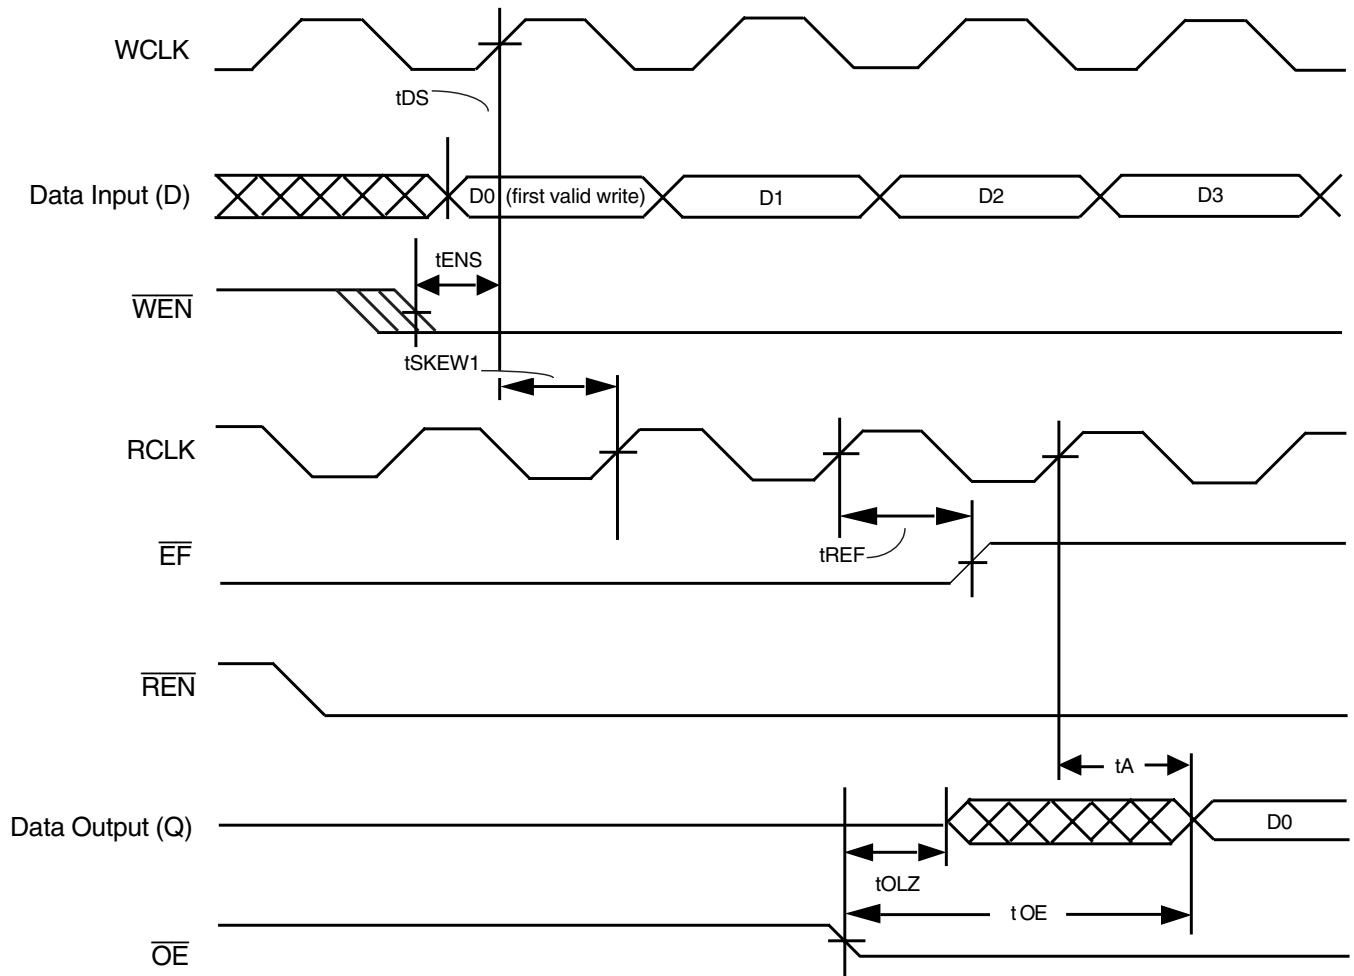 WCLK
tDS
Data Input (D)
D0 (first valid write)
D1
D2
D3
tENS
WEN
tSKEW1
RCLK
EF
tREF
REN
tA
Data Output (Q)
D0
tOLZ
t OE
OE